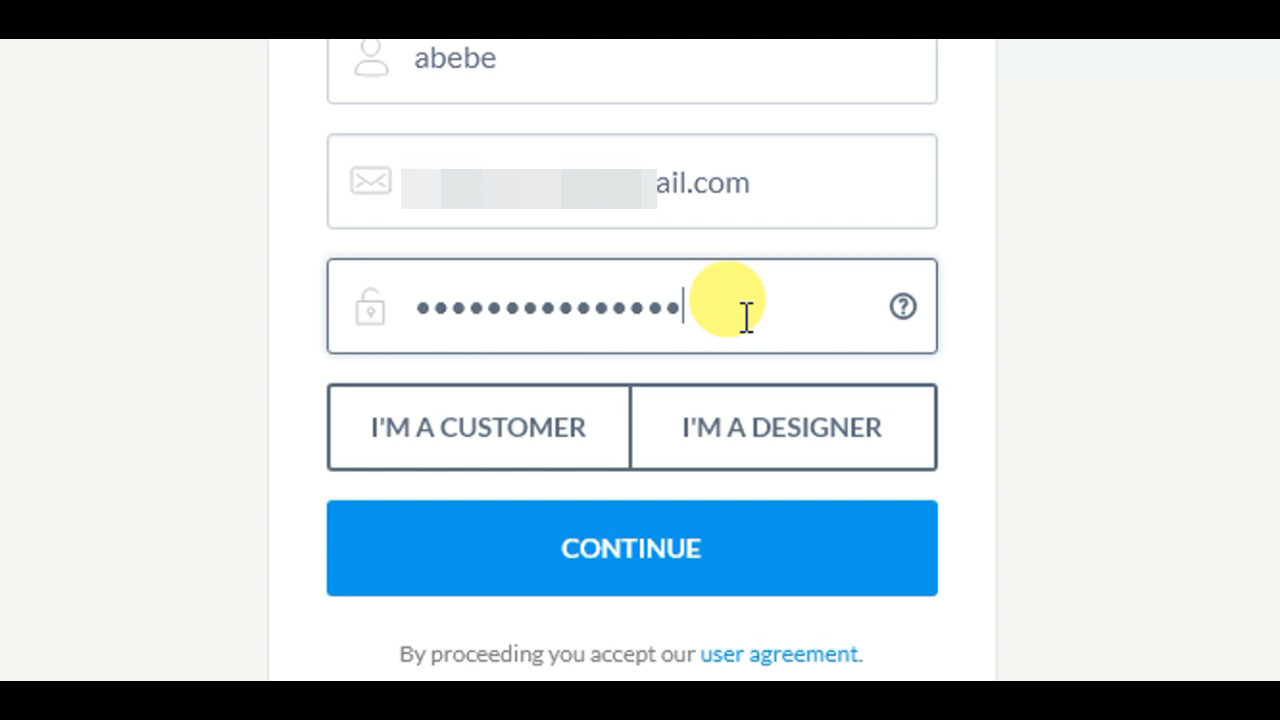 abebe
ail.com
•••••••••••••••
I'M A CUSTOMER
I'M A DESIGNER
CONTINUE
By proceeding you accept our user agreement.